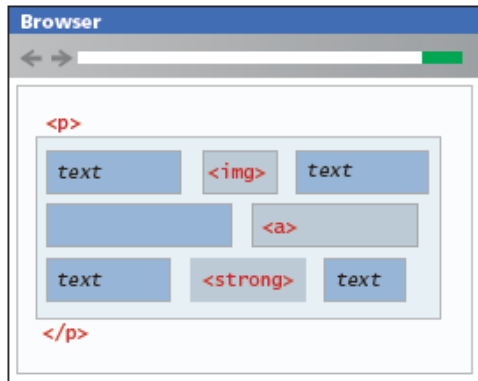 Browser
<p>
text <img> text
<a>
text <strong> text
</p>